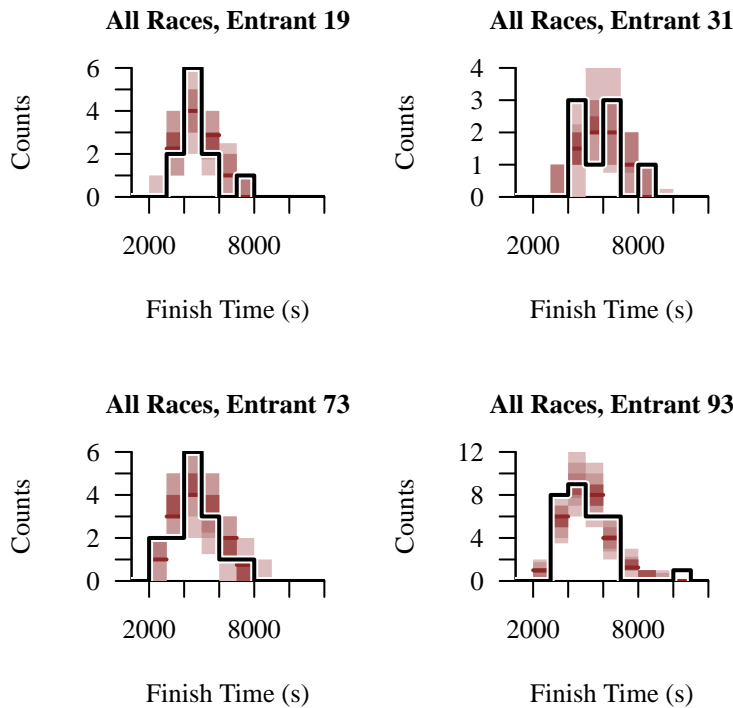 All Races, Entrant 19
Counts
0
2
4
6
2000
8000
Finish Time (s)
All Races, Entrant 31
Counts
0
1
2
3
4
2000
8000
Finish Time (s)
All Races, Entrant 73
Counts
0
2
4
6
2000
8000
Finish Time (s)
All Races, Entrant 93
Counts
0
4
8
12
2000
8000
Finish Time (s)